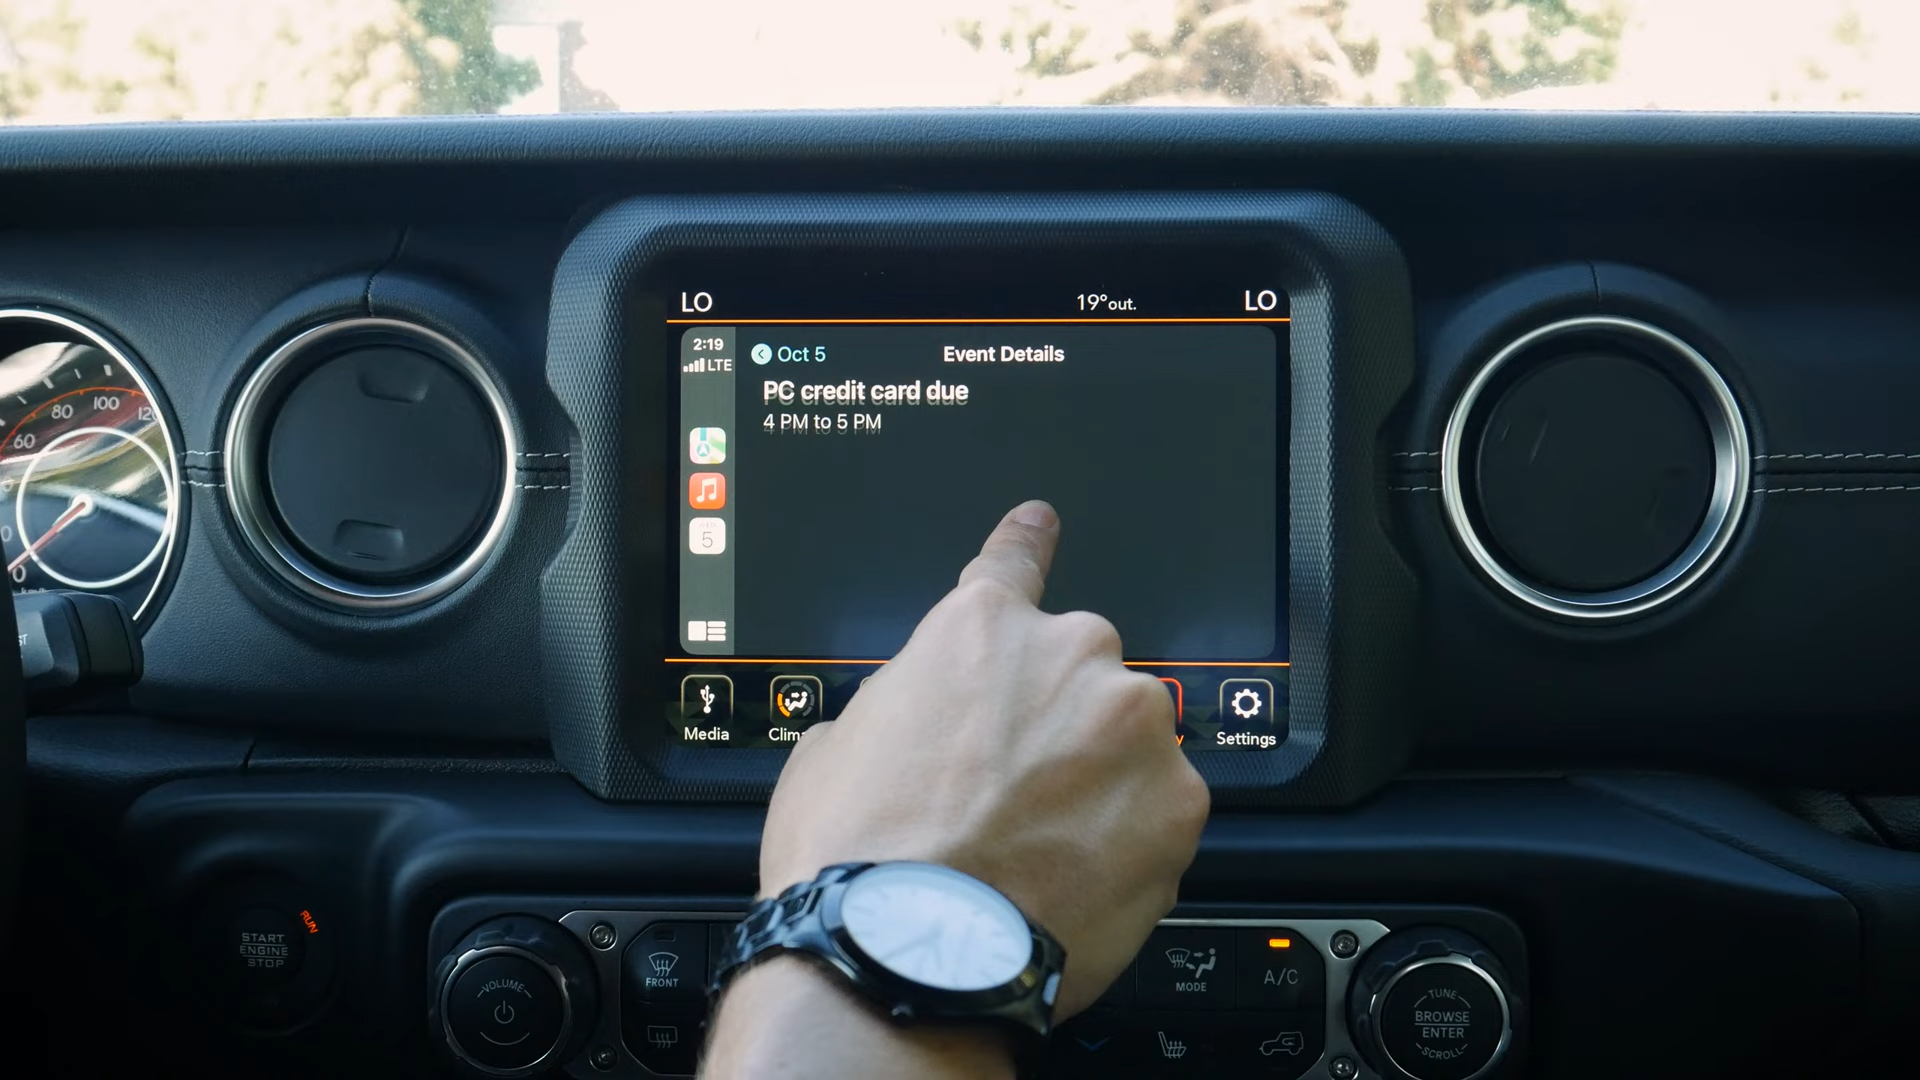 LO
19° out.
LO
2:19
LTE
Oct 5
Event Details
PC credit card due
4 PM to 5 PM
5
Media
Settings
60
80
100
0
START
ENGINE
STOP
RUN
VOLUME
FRONT
MODE
A/C
TUNE
BROWSE
ENTER
SCROLL